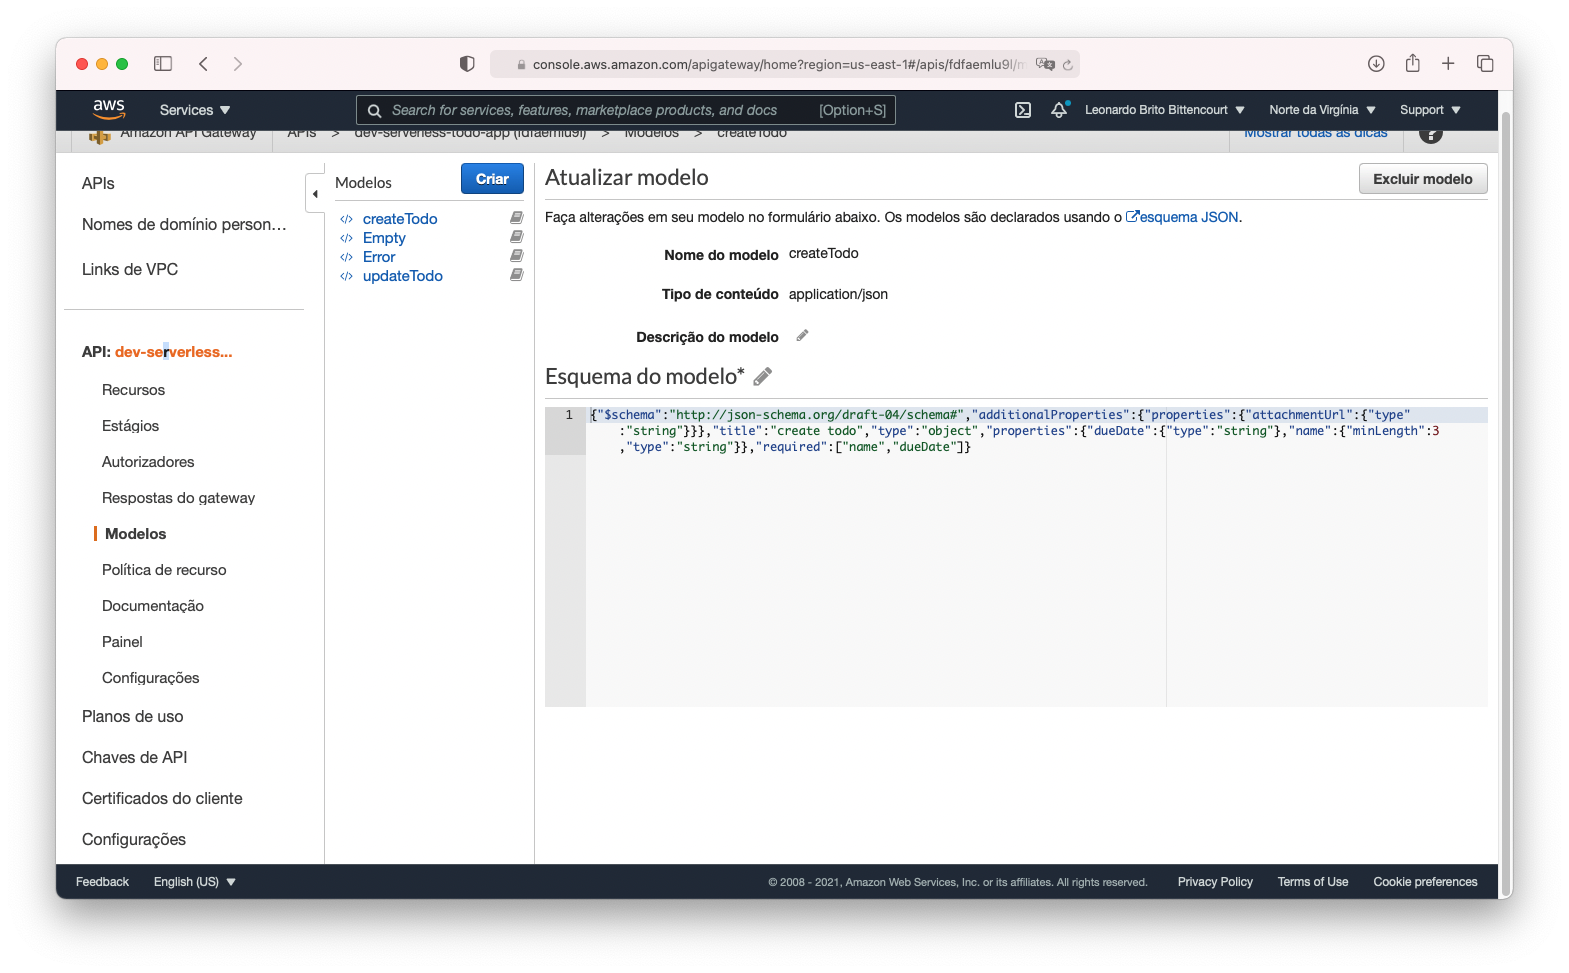 console.aws.amazon.com/apigateway/home?region=us-east-1#/apis/fdfaemlu9l/m
aws
Services
Search for services, features, marketplace products, and docs
[Option+S]
Leonardo Brito Bittencourt
Norte da Virgínia
Support
Amazon API Gateway
APIs > dev-serverless-todo-app (fdfaemlu9l) > Modelos > createTodo
Mostrar todas as dicas
?
APIs
Nomes de domínio person...
Links de VPC
API: dev-serverless...
Recursos
Estágios
Autorizadores
Respostas do gateway
Modelos
Política de recurso
Documentação
Painel
Configurações
Planos de uso
Chaves de API
Certificados do cliente
Configurações
Modelos
Criar
</> createTodo
</> Empty
</> Error
</> updateTodo
Atualizar modelo
Excluir modelo
Faça alterações em seu modelo no formulário abaixo. Os modelos são declarados usando o esquema JSON.
Nome do modelo createTodo
Tipo de conteúdo application/json
Descrição do modelo
Esquema do modelo*
1 {"$schema":"http://json-schema.org/draft-04/schema#","additionalProperties":{"properties":{"attachmentUrl":{"type"
:"string"}}},"title":"create todo","type":"object","properties":{"dueDate":{"type":"string"},"name":{"minLength":3
,"type":"string"}},"required":["name","dueDate"]}
Feedback
English (US)
© 2008 - 2021, Amazon Web Services, Inc. or its affiliates. All rights reserved.
Privacy Policy
Terms of Use
Cookie preferences